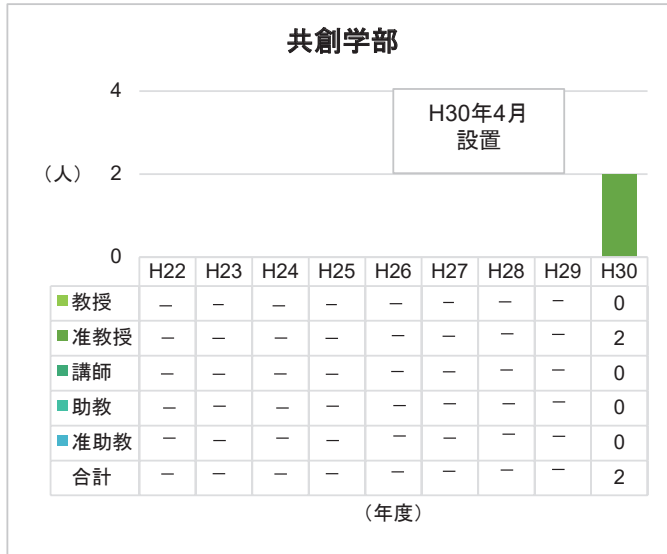 共創学部
4
H30年4月
設置
（人） 2
0
H22 H23 H24 H25 H26 H27 H28 H29 H30
教授 － － － － － － － － 0
准教授 － － － － － － － － 2
講師 － － － － － － － － 0
助教 － － － － － － － － 0
准助教 － － － － － － － － 0
合計 － － － － － － － － 2
（年度）